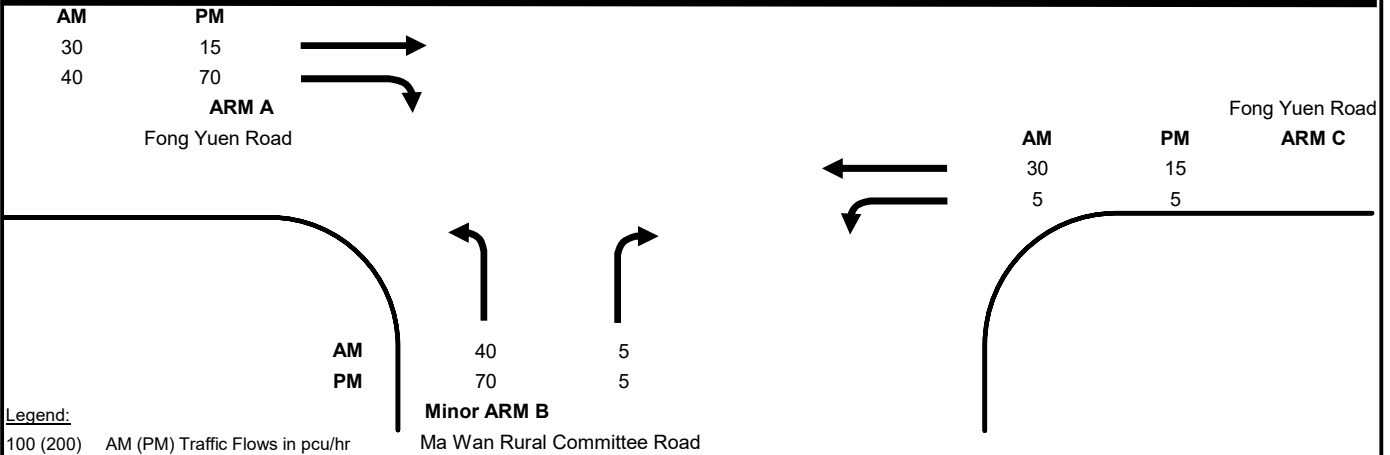 AM PM
30 15
40 70
ARM A
Fong Yuen Road
Fong Yuen Road
AM PM ARM C
30 15
5 5
AM 40 5
PM 70 5
Minor ARM B
Ma Wan Rural Committee Road
Legend:
100 (200) AM (PM) Traffic Flows in pcu/hr